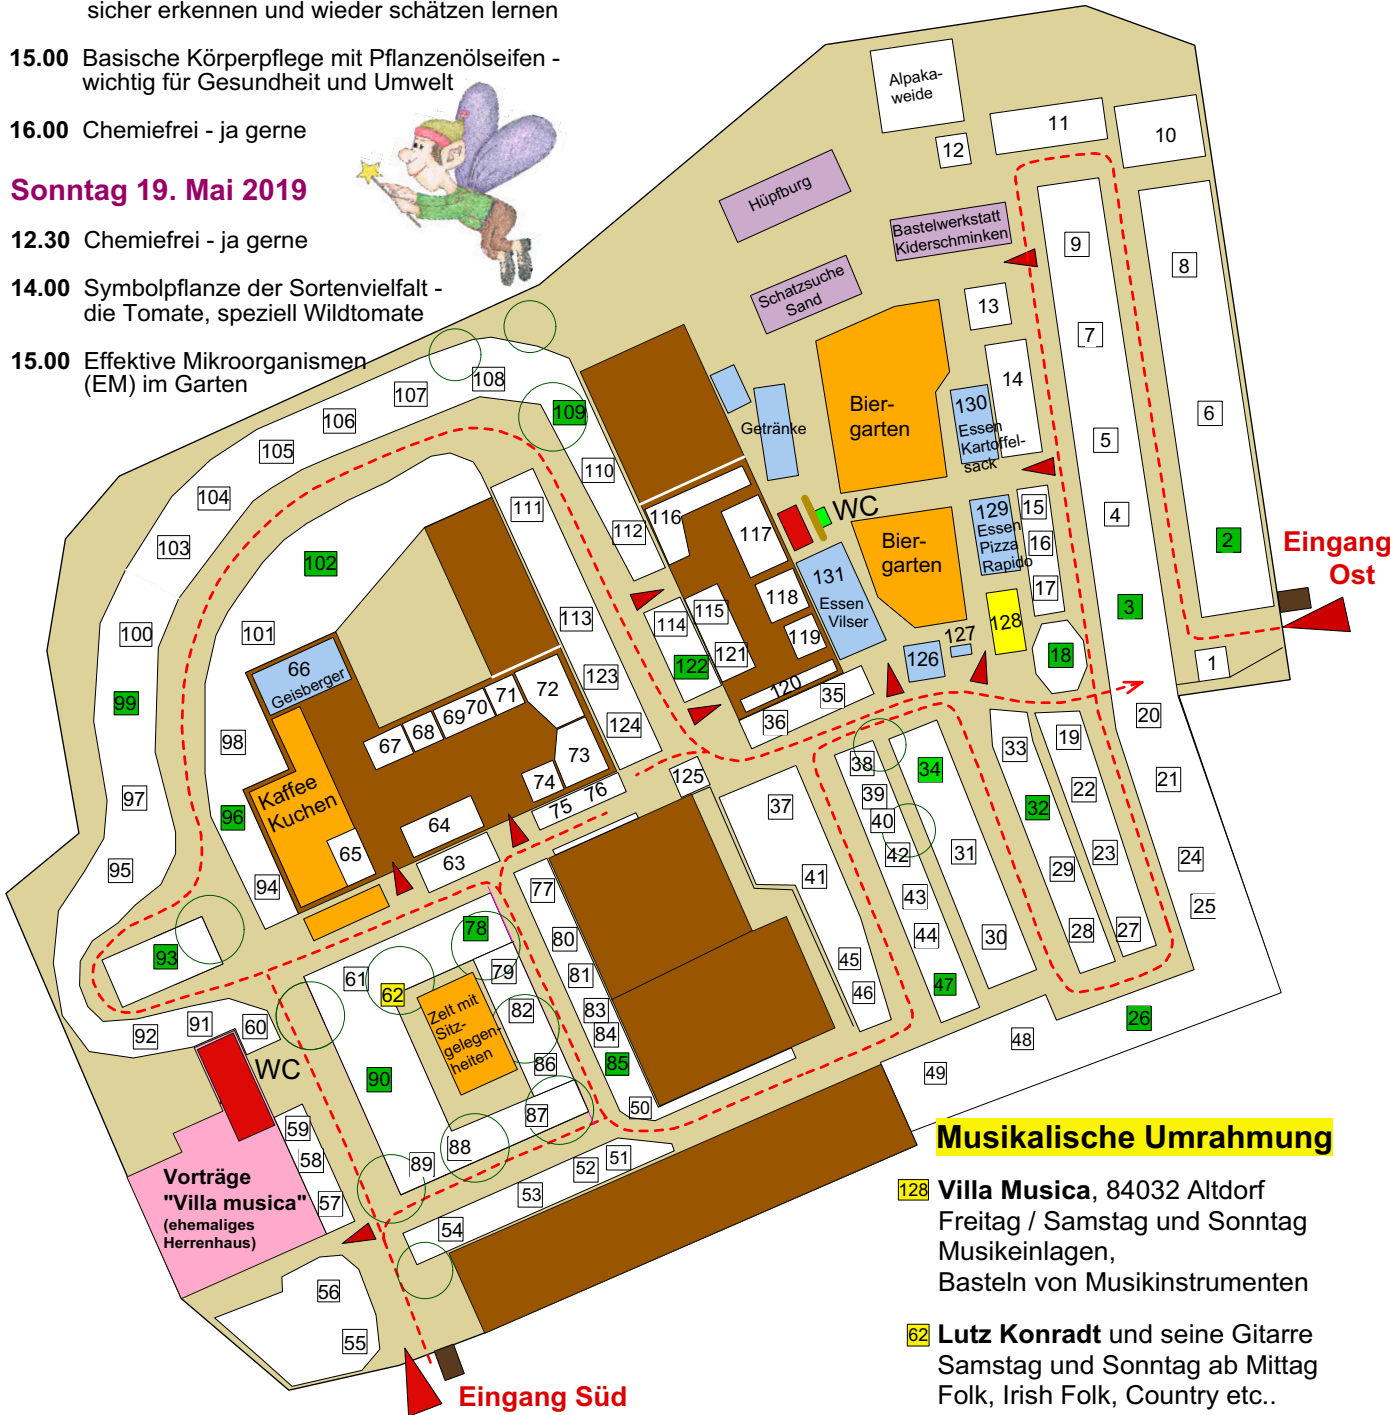 sicher erkennen und wieder schätzen lernen
15.00 Basische Körperpflege mit Pflanzenölseifen -
wichtig für Gesundheit und Umwelt
16.00 Chemiefrei - ja gerne
Sonntag 19. Mai 2019
12.30 Chemiefrei - ja gerne
14.00 Symbolpflanze der Sortenvielfalt -
die Tomate, speziell Wildtomate
15.00 Effektive Mikroorganismen
(EM) im Garten
Alpaka-
weide
12
11
10
Hüpfburg
Bastelwerkstatt
Kiderschminken
9
8
Schatzsuche
Sand
13
7
14
6
5
4
3
2
1
Eingang
Ost
Bier-
garten
130
Essen
Kartoffel-
sack
Getränke
WC
129
Essen
Pizza
Rapido
15
16
17
18
Bier-
garten
131
Essen
Vilser
128
127
126
108
107
106
105
104
103
109
110
111
112
102
101
100
99
98
97
96
95
94
93
92
91
60
113
114
115
116
117
118
119
120
121
122
123
124
125
66
Geisberger
67
68
69
70
71
72
73
74
75
76
Kaffee
Kuchen
65
64
63
35
36
37
38
39
40
42
43
44
47
41
45
46
34
31
30
33
32
29
28
19
22
23
27
20
21
24
25
26
48
49
77
80
81
83
84
85
50
78
79
82
86
87
88
89
90
61
62
Zelt mit
Sitz-
gelegen-
heiten
WC
59
58
57
Vorträge
"Villa musica"
(ehemaliges
Herrenhaus)
51
52
53
54
56
55
Eingang Süd
Musikalische Umrahmung
128 Villa Musica, 84032 Altdorf
Freitag / Samstag und Sonntag
Musikeinlagen,
Basteln von Musikinstrumenten
62 Lutz Konradt und seine Gitarre
Samstag und Sonntag ab Mittag
Folk, Irish Folk, Country etc..